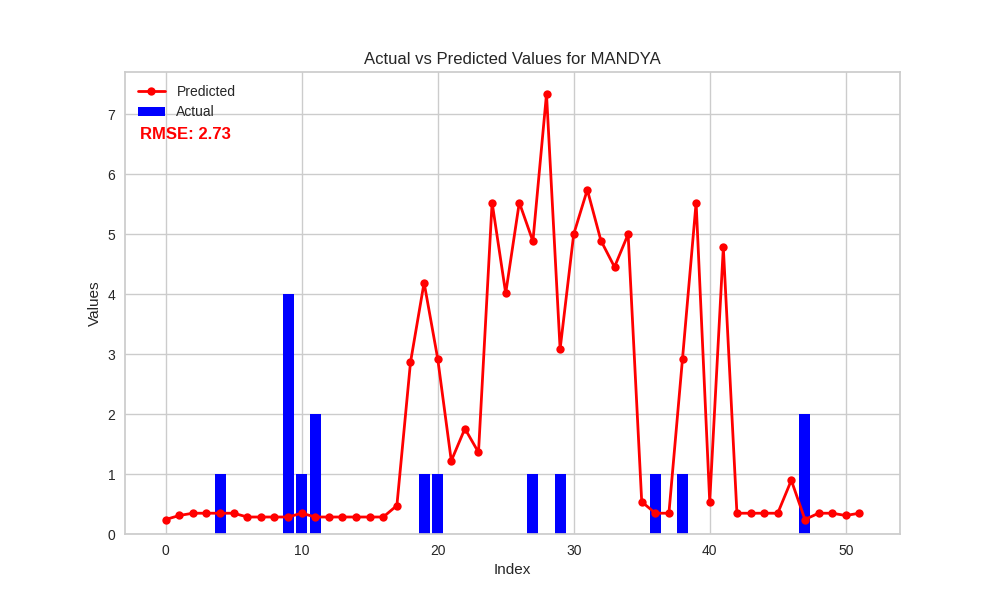 Actual vs Predicted Values for MANDYA
Predicted
Actual
RMSE: 2.73
Values
7
6
5
4
3
2
1
0
0 10 20 30 40 50
Index